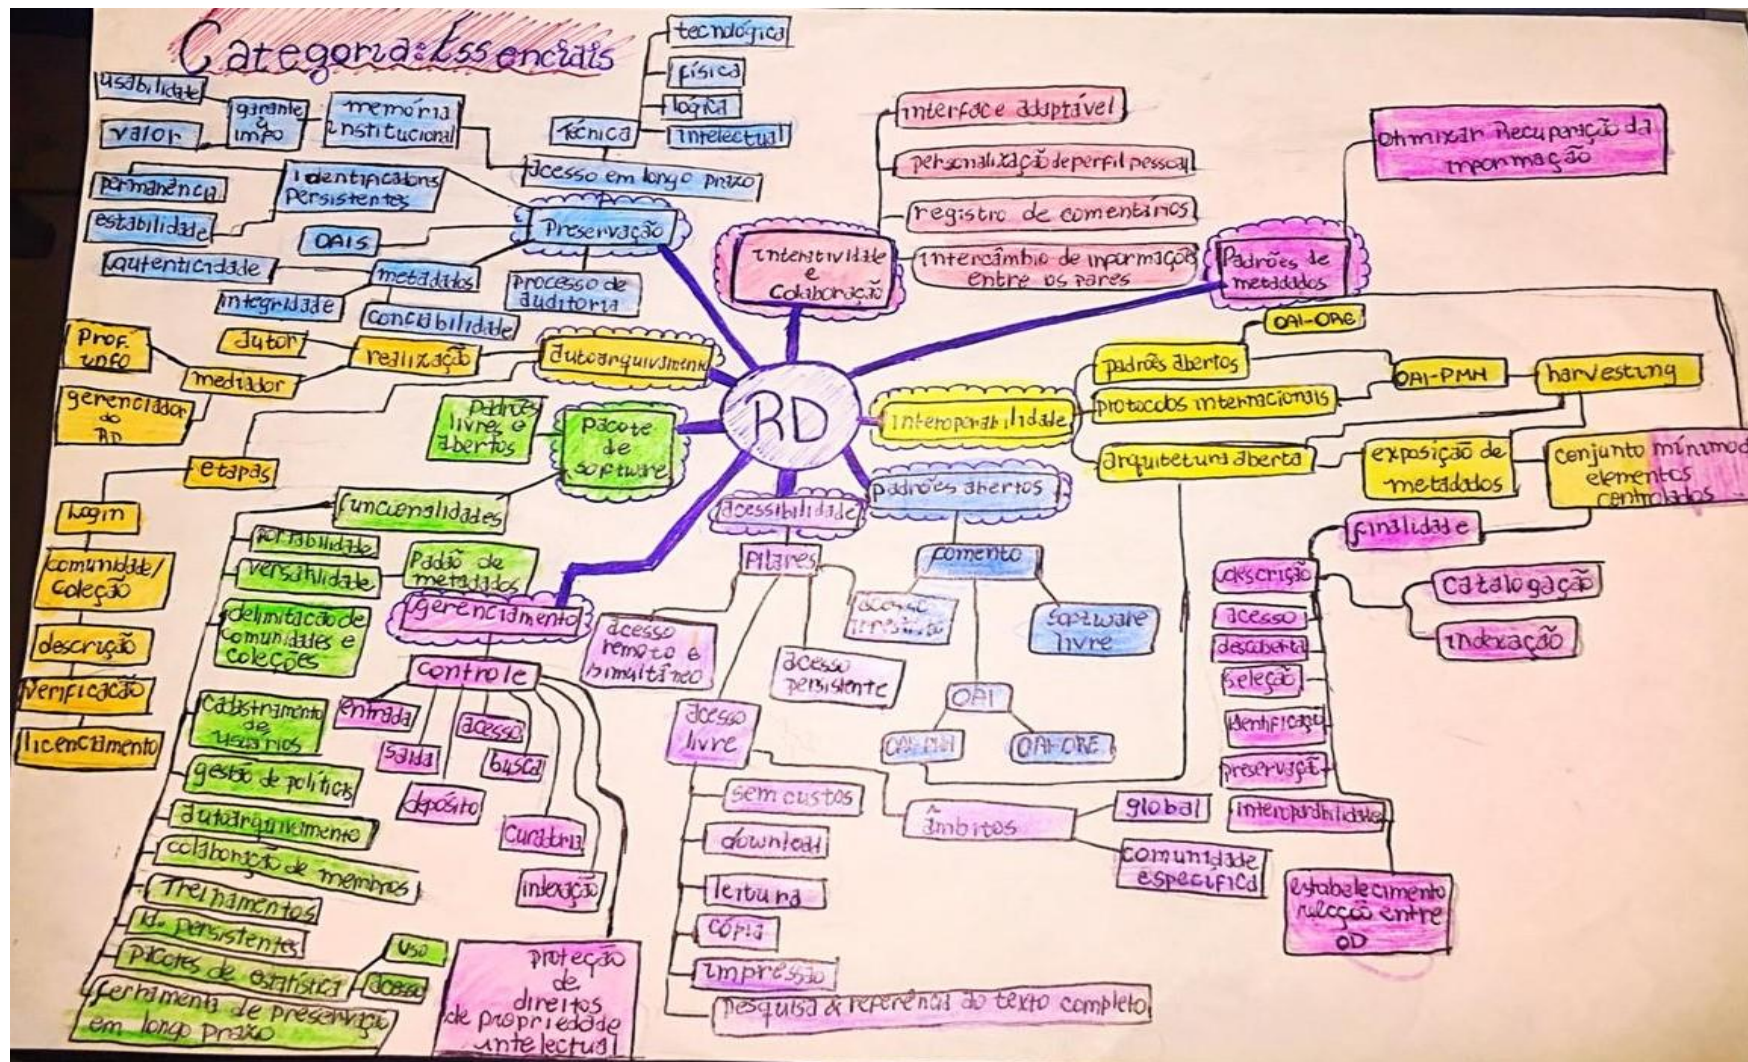 Categoria: Essenciais
tecnológica
física
lógica
intelectual
técnica
usabilidade
valor
garante
info
memória
institucional
acesso em longo prazo
permanência
estabilidade
identificadores
persistentes
OAIS
Preservação
autenticidade
integridade
metadados
processo de
auditoria
interface adaptável
personalização de perfil pessoal
registro de comentários
intercâmbio de informação
entre os pares
interatividade
e
Colaboração
Recuperação da
informação
Padrões de
metadados
Prof.
info
autor
realização
mediador
gerenciador
do
RD
autoarquivamento
etapas
Login
comunidade/
coleção
descrição
verificação
licenciamento
RD
padrões
livres e
abertos
pacote
de
software
funcionalidades
portabilidade
versatilidade
Padão de
metadados
delimitação de
comunidades e
coleções
cadastramento
de
usuários
gestão de políticas
autoarquivamento
colaboração de membros
Treinamentos
Id. persistentes
pacotes de estatística
uso
acesso
ferramenta de preservação
em longo prazo
gerenciamento
controle
entrada
saída
depósito
acesso
busca
curadoria
indexação
proteção
de
direitos
de propriedade
intelectual
acessibilidade
Pilares
acesso
remoto e
simultâneo
acesso
persistente
acesso
livre
sem custos
download
leitura
cópia
impressão
pesquisa & referência do texto completo
âmbitos
global
comunidade
específica
padrões abertos
fomento
acesso
software
livre
OAI
OAI-PMH
OAI-ORE
interoperabilidade
padrões abertos
OAI-ORE
protocolos internacionais
OAI-PMH
harvesting
arquitetura aberta
exposição de
metadados
conjunto mínimo d
elementos
controlados
finalidade
descrição
catalogação
indexação
acesso
descoberta
seleção
identificação
preservaçã
interoperabilidade
estabelecimento
relação entre
OD